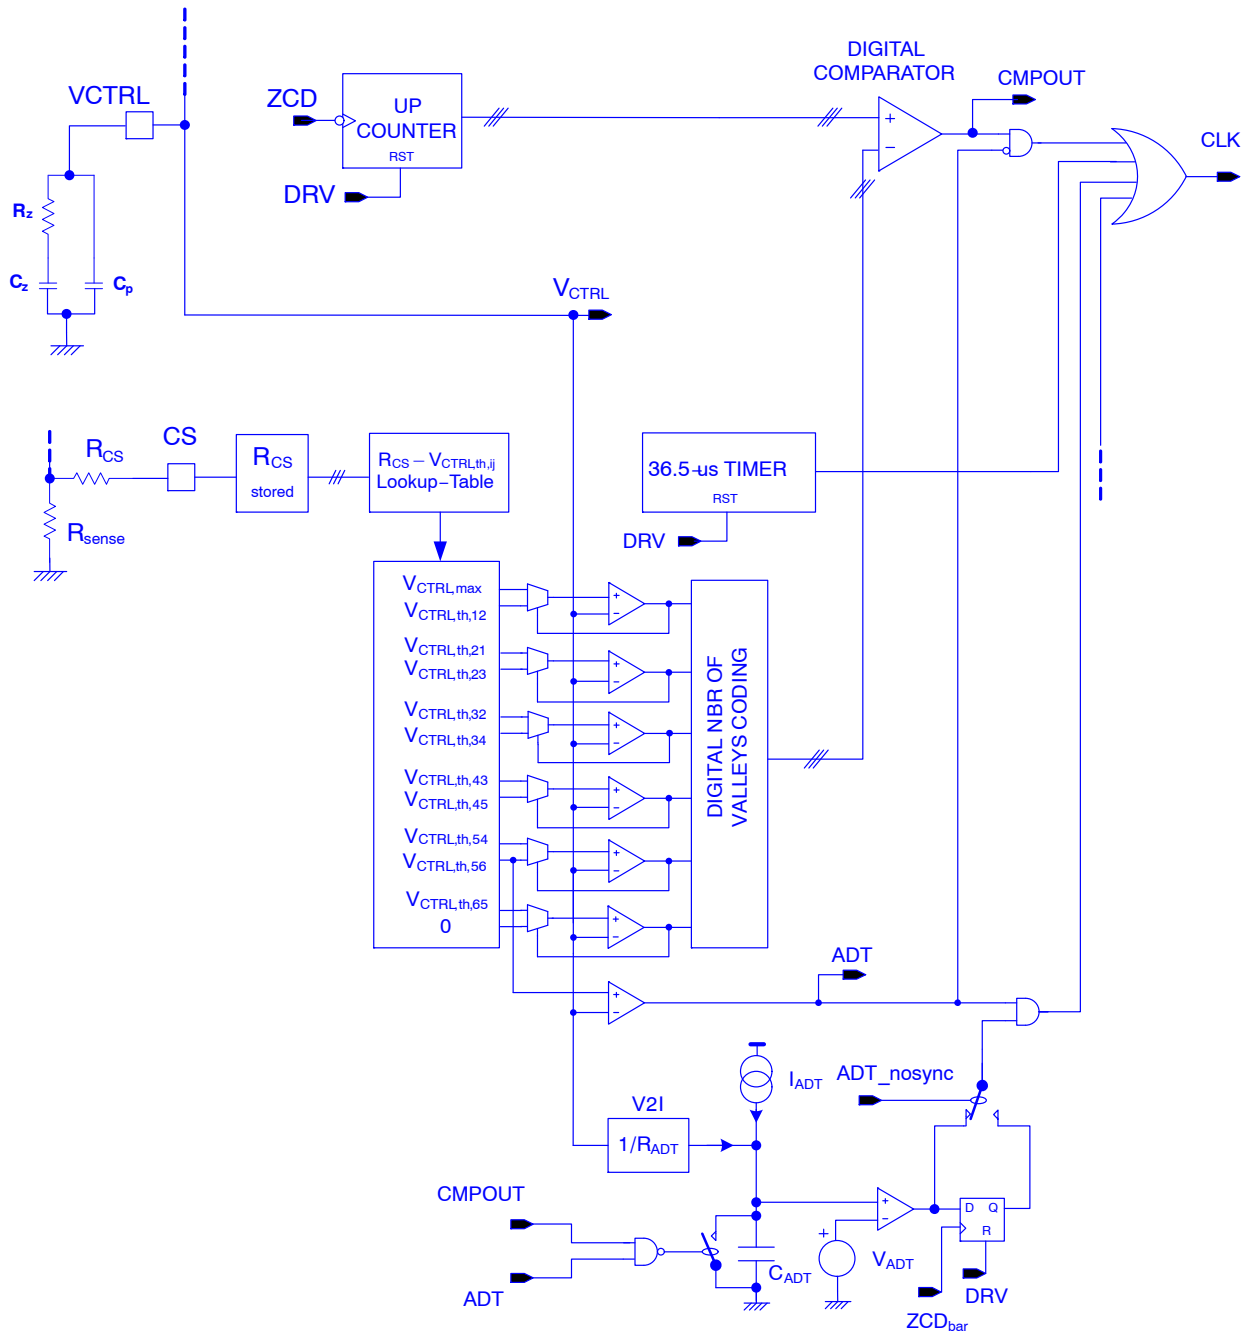 DIGITAL
COMPARATOR
CMPOUT
VCTRL
ZCD
UP
COUNTER
RST
+
−
CLK
DRV
Rz
Cz
Cp
VCTRL
RCS
CS
RCS
stored
RCS − VCTRL,th,ij
Lookup−Table
36.5−us TIMER
RST
Rsense
DRV
VCTRL,max
VCTRL,th,12
+
−
VCTRL,th,21
VCTRL,th,23
+
−
VCTRL,th,32
VCTRL,th,34
+
−
VCTRL,th,43
VCTRL,th,45
+
−
VCTRL,th,54
VCTRL,th,56
+
−
VCTRL,th,65
0
+
−
DIGITAL NBR OF
VALLEYS CODING
ADT
+
−
IADT
ADT_nosync
V2I
1/RADT
CMPOUT
ADT
CADT
+
VADT
+
−
D Q
R
DRV
ZCDbar